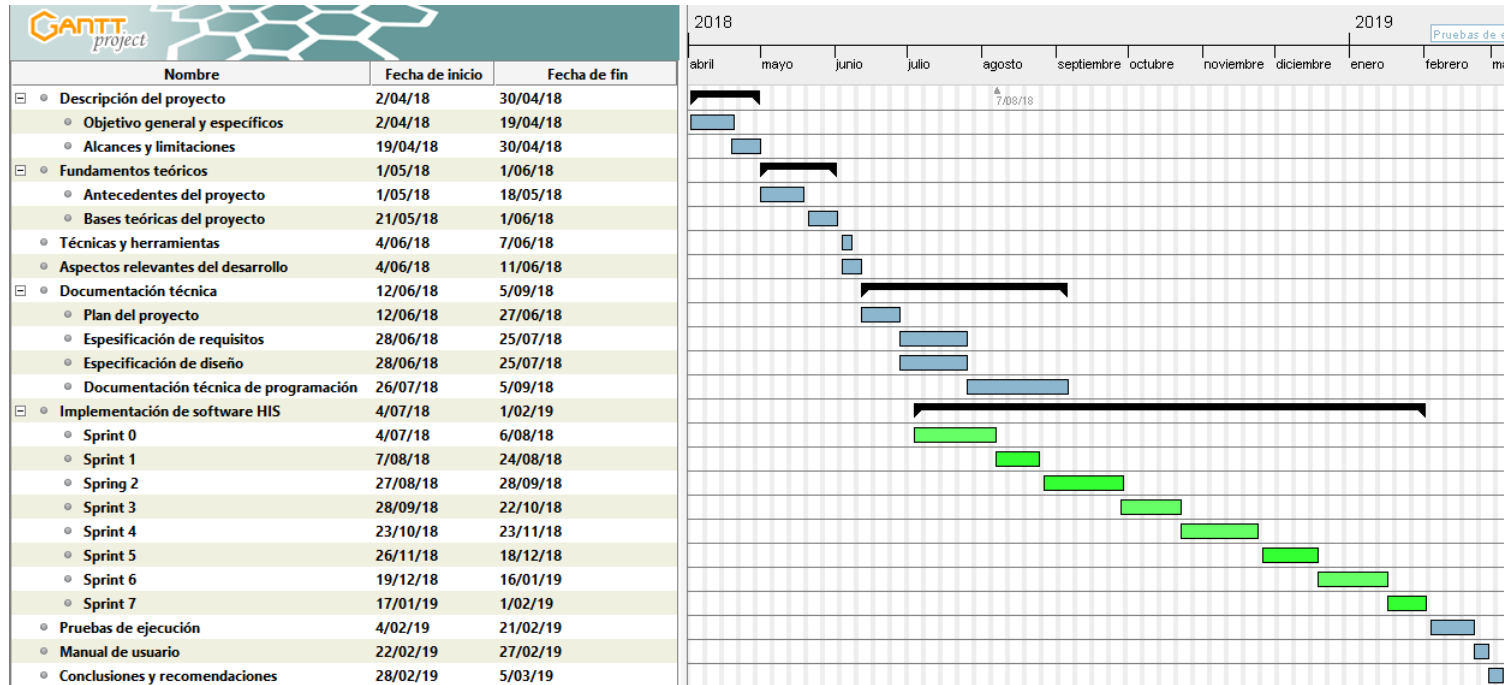 GANTT
project
2018
2019
Pruebas de e
Nombre Fecha de inicio Fecha de fin
abril mayo junio julio agosto septiembre octubre noviembre diciembre enero febrero ma
7/08/18
Descripción del proyecto 2/04/18 30/04/18
Objetivo general y específicos 2/04/18 19/04/18
Alcances y limitaciones 19/04/18 30/04/18
Fundamentos teóricos 1/05/18 1/06/18
Antecedentes del proyecto 1/05/18 18/05/18
Bases teóricas del proyecto 21/05/18 1/06/18
Técnicas y herramientas 4/06/18 7/06/18
Aspectos relevantes del desarrollo 4/06/18 11/06/18
Documentación técnica 12/06/18 5/09/18
Plan del proyecto 12/06/18 27/06/18
Espesificación de requisitos 28/06/18 25/07/18
Especificación de diseño 28/06/18 25/07/18
Documentación técnica de programación 26/07/18 5/09/18
Implementación de software HIS 4/07/18 1/02/19
Sprint 0 4/07/18 6/08/18
Sprint 1 7/08/18 24/08/18
Spring 2 27/08/18 28/09/18
Sprint 3 28/09/18 22/10/18
Sprint 4 23/10/18 23/11/18
Sprint 5 26/11/18 18/12/18
Sprint 6 19/12/18 16/01/19
Sprint 7 17/01/19 1/02/19
Pruebas de ejecución 4/02/19 21/02/19
Manual de usuario 22/02/19 27/02/19
Conclusiones y recomendaciones 28/02/19 5/03/19